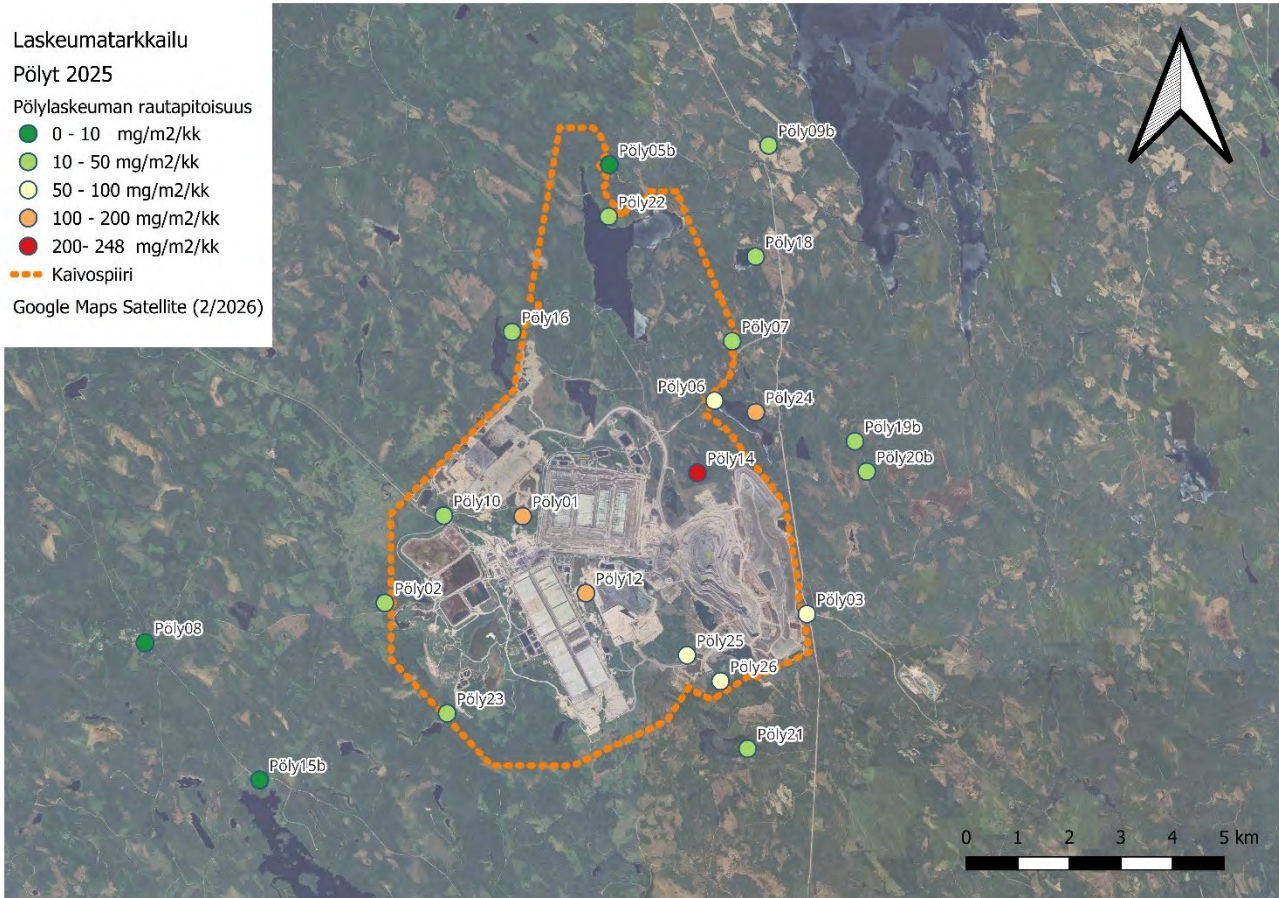 Laskeumatarkkailu
Pölyt 2025
Pölylaskeuman rautapitoisuus
0 - 10 mg/m2/kk
10 - 50 mg/m2/kk
50 - 100 mg/m2/kk
100 - 200 mg/m2/kk
200- 248 mg/m2/kk
Kaivospiiri
Google Maps Satellite (2/2026)
Pöly09b
Pöly05b
Pöly22
Pöly18
Pöly16
Pöly07
Pöly06
Pöly24
Pöly19b
Pöly20b
Pöly14
Pöly10
Pöly01
Pöly12
Pöly02
Pöly03
Pöly08
Pöly25
Pöly26
Pöly23
Pöly21
Pöly15b
0 1 2 3 4 5 km